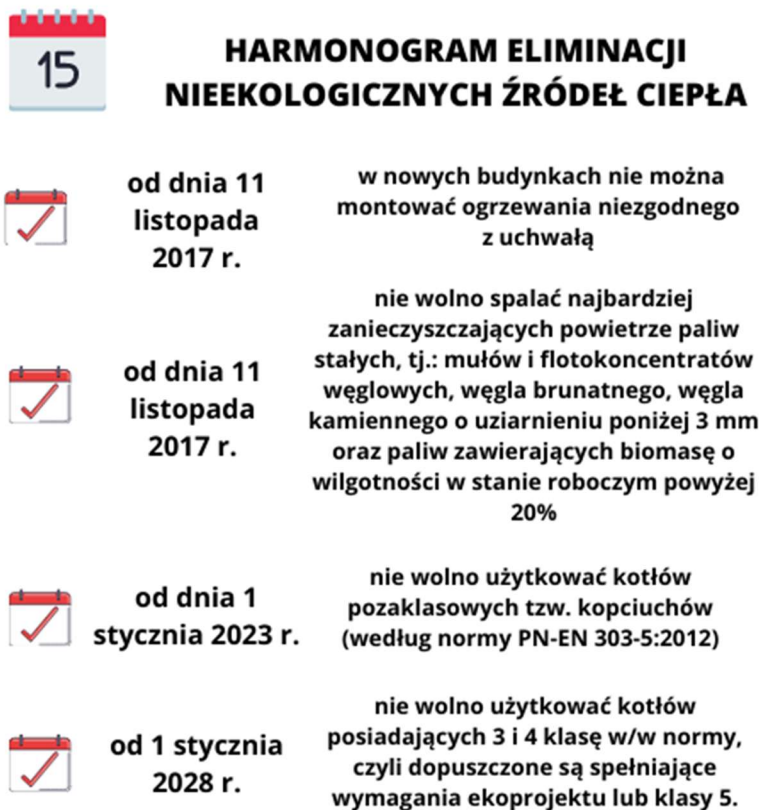 15
HARMONOGRAM ELIMINACJI
NIEEKOLOGICZNYCH ŹRÓDEŁ CIEPŁA
od dnia 11
listopada
2017 r.
w nowych budynkach nie można
montować ogrzewania niezgodnego
z uchwałą
od dnia 11
listopada
2017 r.
nie wolno spalać najbardziej
zanieczyszczających powietrze paliw
stałych, tj.: mułów i flotokoncentratów
węglowych, węgla brunatnego, węgla
kamiennego o uziarnieniu poniżej 3 mm
oraz paliw zawierających biomasę o
wilgotności w stanie roboczym powyżej
20%
od dnia 1
stycznia 2023 r.
nie wolno użytkować kotłów
pozaklasowych tzw. kopciuchów
(według normy PN-EN 303-5:2012)
od 1 stycznia
2028 r.
nie wolno użytkować kotłów
posiadających 3 i 4 klasę w/w normy,
czyli dopuszczone są spełniające
wymagania ekoprojektu lub klasy 5.